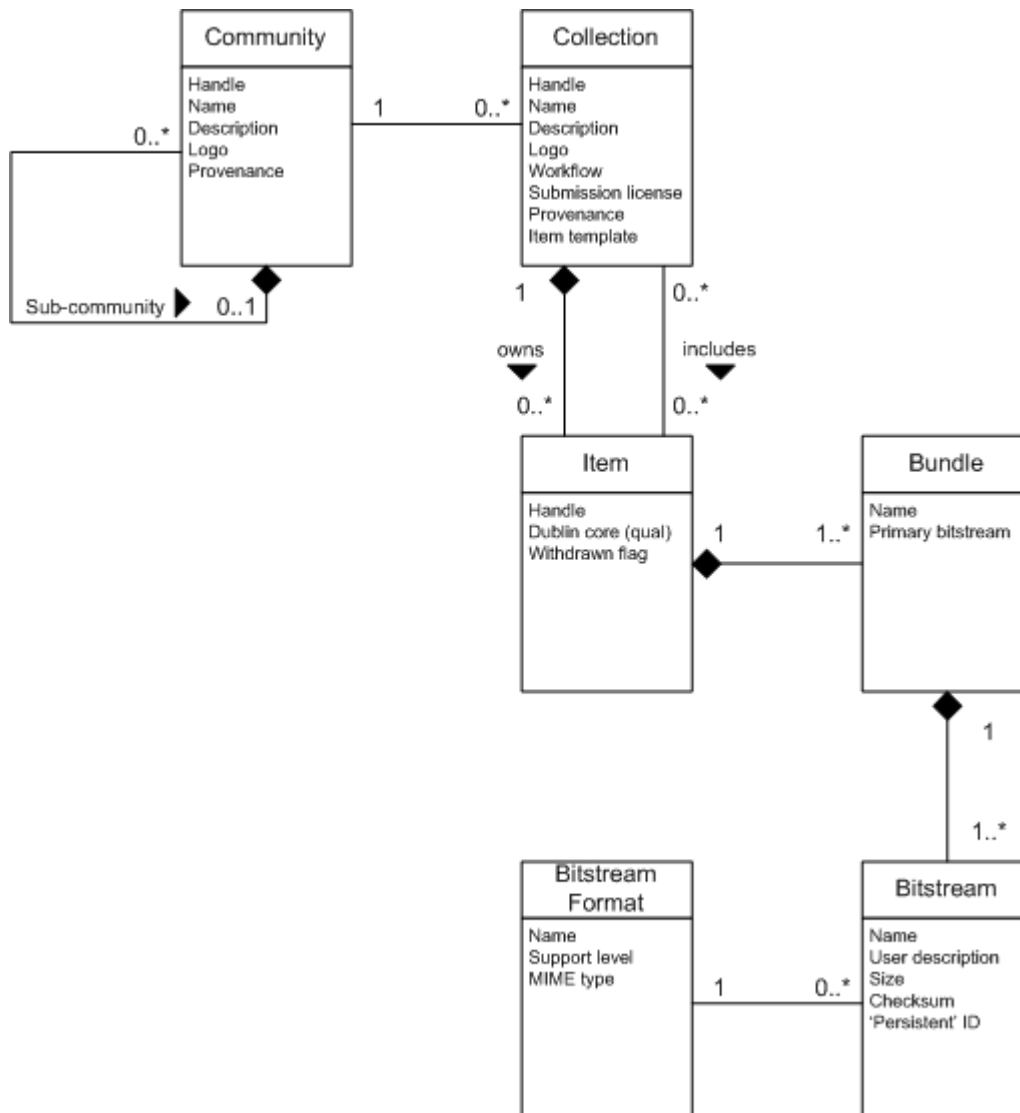 Community
Handle
Name
Description
Logo
Provenance
1
0..*
Collection
Handle
Name
Description
Logo
Workflow
Submission license
Provenance
Item template
0..*
Sub-community
0..1
1
0..*
owns
includes
0..*
0..*
Item
Handle
Dublin core (qual)
Withdrawn flag
1
1..*
Bundle
Name
Primary bitstream
1
1..*
Bitstream
Format
Name
Support level
MIME type
1
0..*
Bitstream
Name
User description
Size
Checksum
‘Persistent’ ID